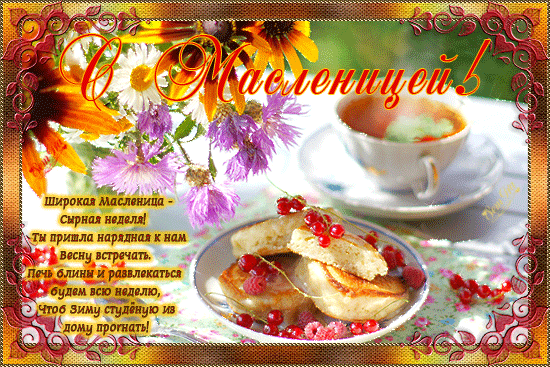 С Масленицей!
Широкая Масленица -
Сырная неделя!
Ты пришла нарядная к нам
Весну встречать.
Печь блины и развлекаться
будем всю неделю,
Чтоб Зиму студёную из
дому прогнать!